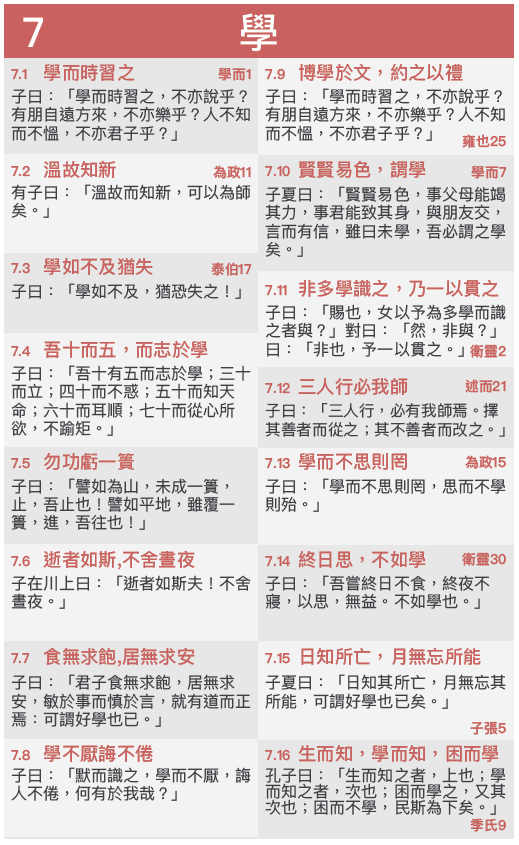 7 學
7.1 學而時習之 學而1
子曰：「學而時習之，不亦說乎？
有朋自遠方來，不亦樂乎？人不知
而不慍，不亦君子乎？」
7.2 溫故知新 為政11
有子曰：「溫故而知新，可以為師
矣。」
7.3 學如不及猶失 泰伯17
子曰：「學如不及，猶恐失之！」
7.4 吾十而五，而志於學
子曰：「吾十有五而志於學；三十
而立；四十而不惑；五十而知天
命；六十而耳順；七十而從心所
欲，不踰矩。」
7.5 勿功虧一簣
子曰：「譬如為山，未成一簣，
止，吾止也！譬如平地，雖覆一
簣，進，吾往也！」
7.6 逝者如斯,不舍晝夜
子在川上曰：「逝者如斯夫！不舍
晝夜。」
7.7 食無求飽,居無求安
子曰：「君子食無求飽，居無求
安，敏於事而慎於言，就有道而正
焉：可謂好學也已。」
7.8 學不厭誨不倦
子曰：「默而識之，學而不厭，誨
人不倦，何有於我哉？」
7.9 博學於文，約之以禮
子曰：「學而時習之，不亦說乎？
有朋自遠方來，不亦樂乎？人不知
而不慍，不亦君子乎？」
雍也25
7.10 賢賢易色，謂學 學而7
子夏曰：「賢賢易色，事父母能竭
其力，事君能致其身，與朋友交，
言而有信，雖曰未學，吾必謂之學
矣。」
7.11 非多學識之，乃一以貫之
子曰：「賜也，女以予為多學而識
之者與？」對曰：「然，非與？」
曰：「非也，予一以貫之。」衛靈2
7.12 三人行必我師 述而21
子曰：「三人行，必有我師焉。擇
其善者而從之；其不善者而改之。」
7.13 學而不思則罔 為政15
子曰：「學而不思則罔，思而不學
則殆。」
7.14 終日思，不如學 衛靈30
子曰：「吾嘗終日不食，終夜不
寢，以思，無益。不如學也。」
7.15 日知所亡，月無忘所能
子夏曰：「日知其所亡，月無忘其
所能，可謂好學也已矣。」
子張5
7.16 生而知，學而知，困而學
孔子曰：「生而知之者，上也；學
而知之者，次也；困而學之，又其
次也；困而不學，民斯為下矣。」
季氏9